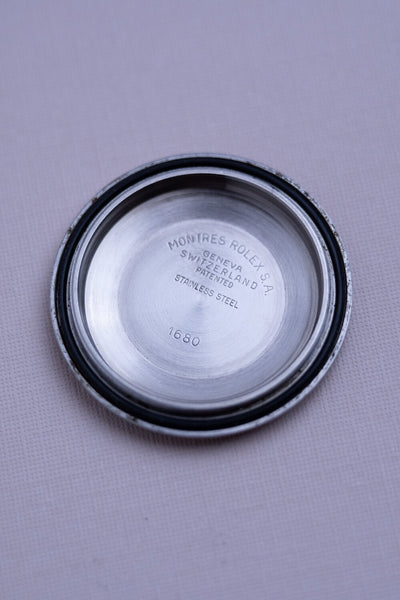 MONTRES ROLEX S.A.
GENEVA
SWITZERLAND
PATENTED
STAINLESS STEEL
1680